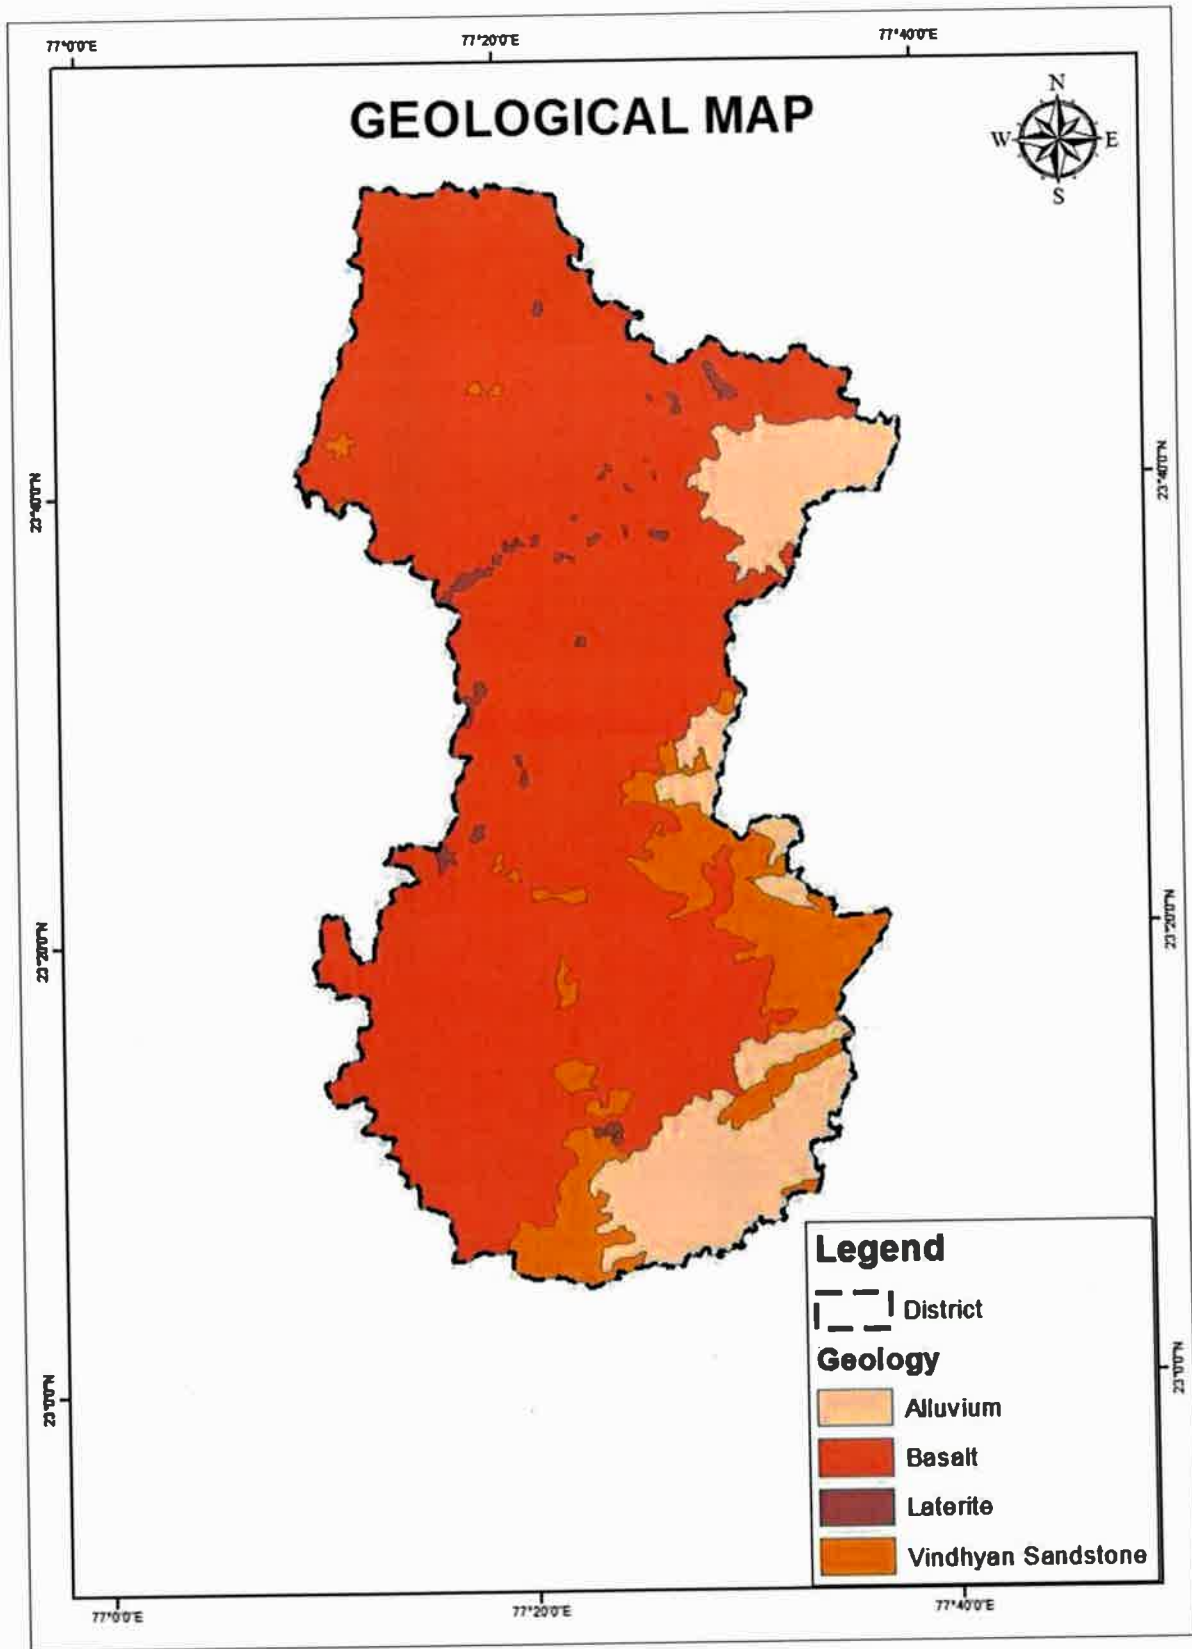 77°0'0"E
77°20'0"E
77°40'0"E
GEOLOGICAL MAP
N
W
E
S
23°40'0"N
23°40'0"N
23°20'0"N
23°20'0"N
23°0'0"N
23°0'0"N
Legend
District
Geology
Alluvium
Basalt
Laterite
Vindhyan Sandstone
77°0'0"E
77°20'0"E
77°40'0"E